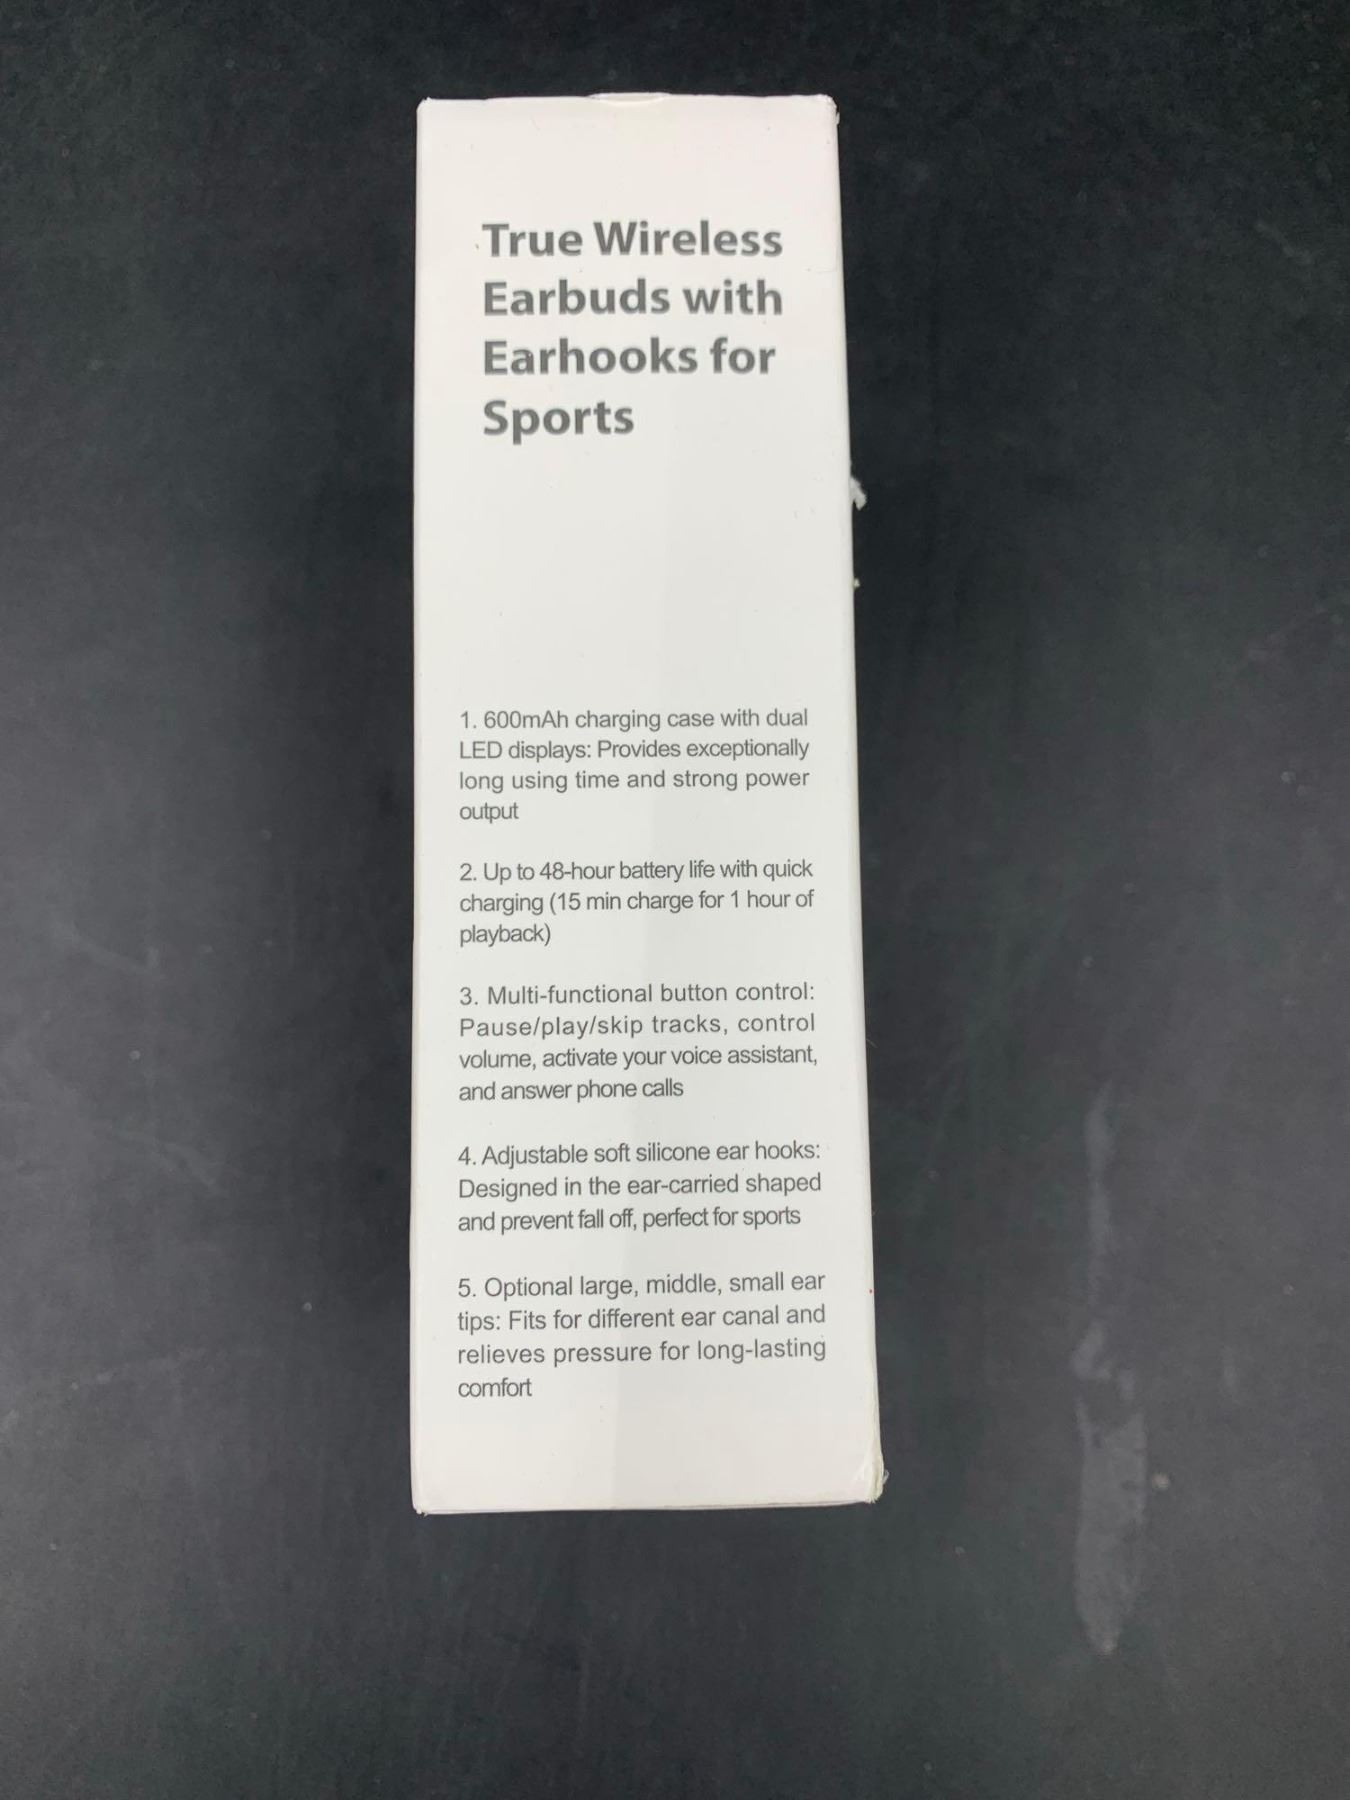 True Wireless
Earbuds with
Earhooks for
Sports
1. 600mAh charging case with dual
LED displays: Provides exceptionally
long using time and strong power
output
2. Up to 48-hour battery life with quick
charging (15 min charge for 1 hour of
playback)
3. Multi-functional button control:
Pause/play/skip tracks, control
volume, activate your voice assistant,
and answer phone calls
4. Adjustable soft silicone ear hooks:
Designed in the ear-carried shaped
and prevent fall off, perfect for sports
5. Optional large, middle, small ear
tips: Fits for different ear canal and
relieves pressure for long-lasting
comfort